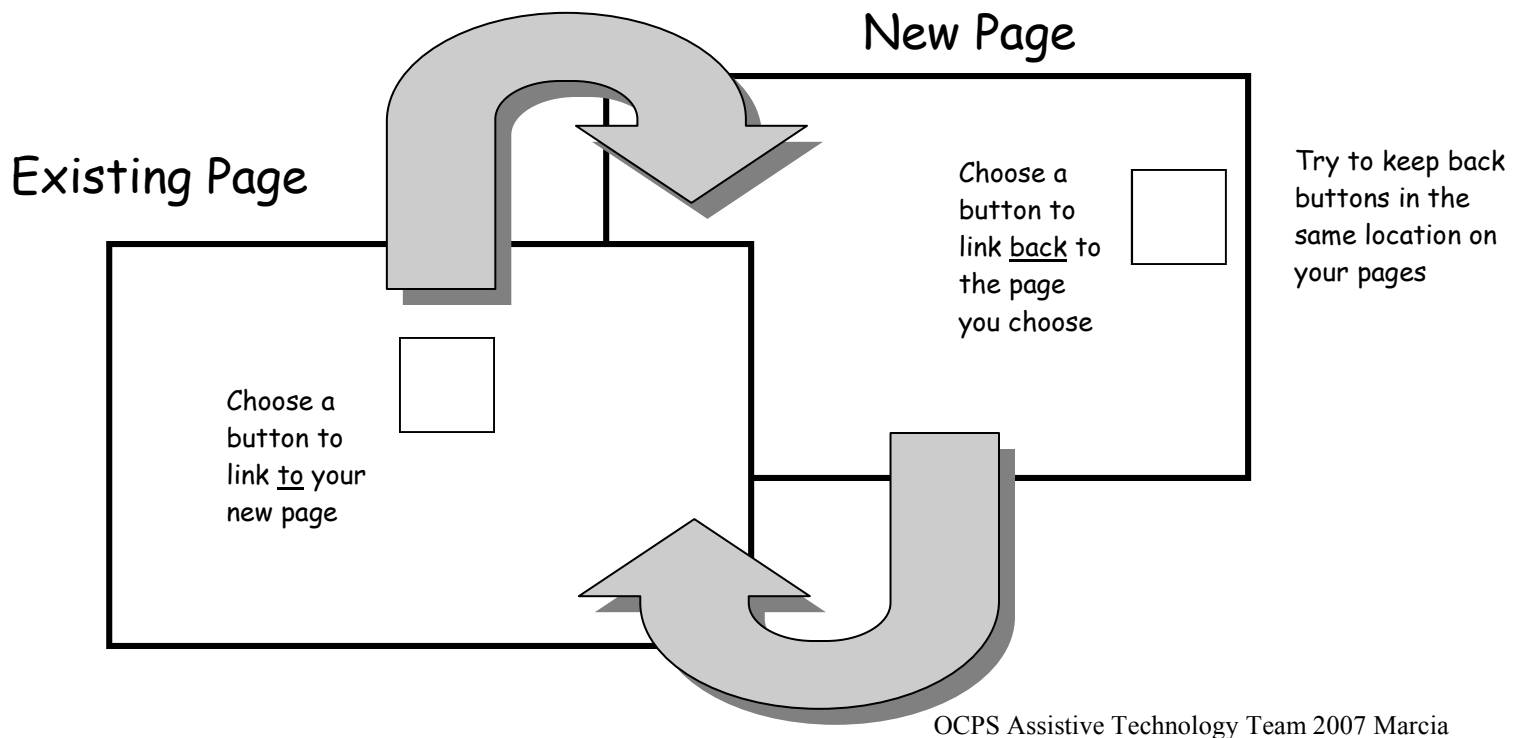 New Page
Existing Page
Choose a
button to
link back to
the page
you choose
Try to keep back
buttons in the
same location on
your pages
Choose a
button to
link to your
new page
OCPS Assistive Technology Team 2007 Marcia